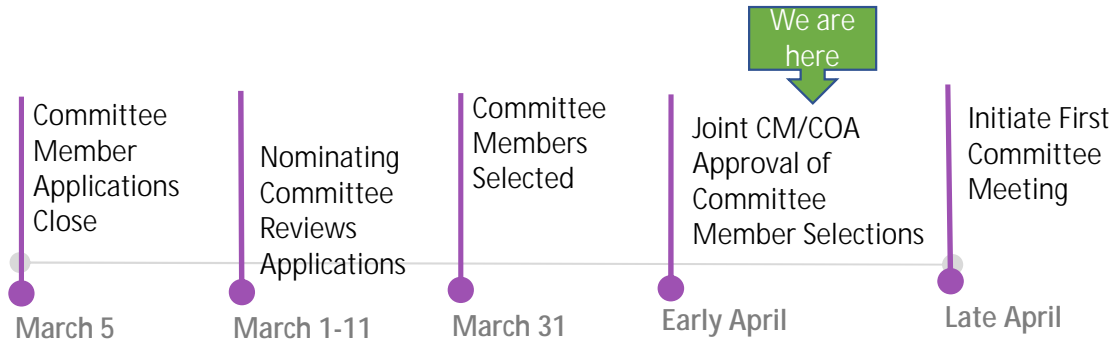 We are
here
Committee
Member
Applications
Close
Nominating
Committee
Reviews
Applications
Committee
Members
Selected
Joint CM/COA
Approval of
Committee
Member Selections
Initiate First
Committee
Meeting
March 5
March 1-11
March 31
Early April
Late April